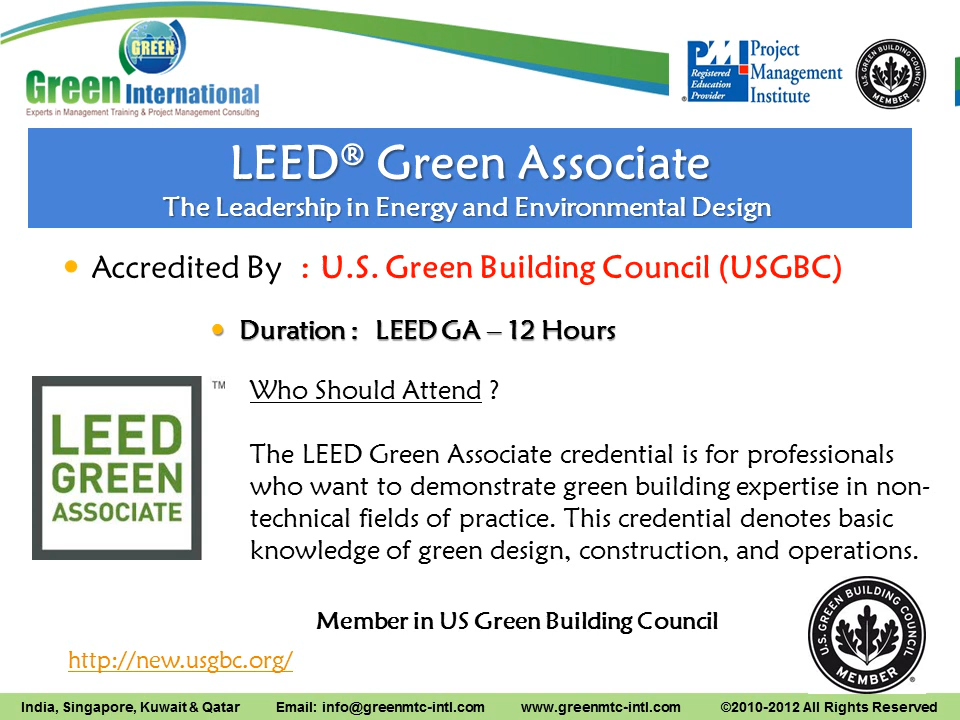 GREEN
Green International
Experts in Management Training & Project Management Consulting
PMI
Registered
Education
Provider
®
Project
Management
Institute
U.S. GREEN BUILDING COUNCIL
MEMBER
LEED® Green Associate
The Leadership in Energy and Environmental Design
• Accredited By : U.S. Green Building Council (USGBC)
• Duration : LEED GA – 12 Hours
LEED
GREEN
ASSOCIATE
™
Who Should Attend ?
The LEED Green Associate credential is for professionals
who want to demonstrate green building expertise in non-
technical fields of practice. This credential denotes basic
knowledge of green design, construction, and operations.
Member in US Green Building Council
U.S. GREEN BUILDING COUNCIL
MEMBER
®
http://new.usgbc.org/
India, Singapore, Kuwait & Qatar Email: info@greenmtc-intl.com www.greenmtc-intl.com ©2010-2012 All Rights Reserved